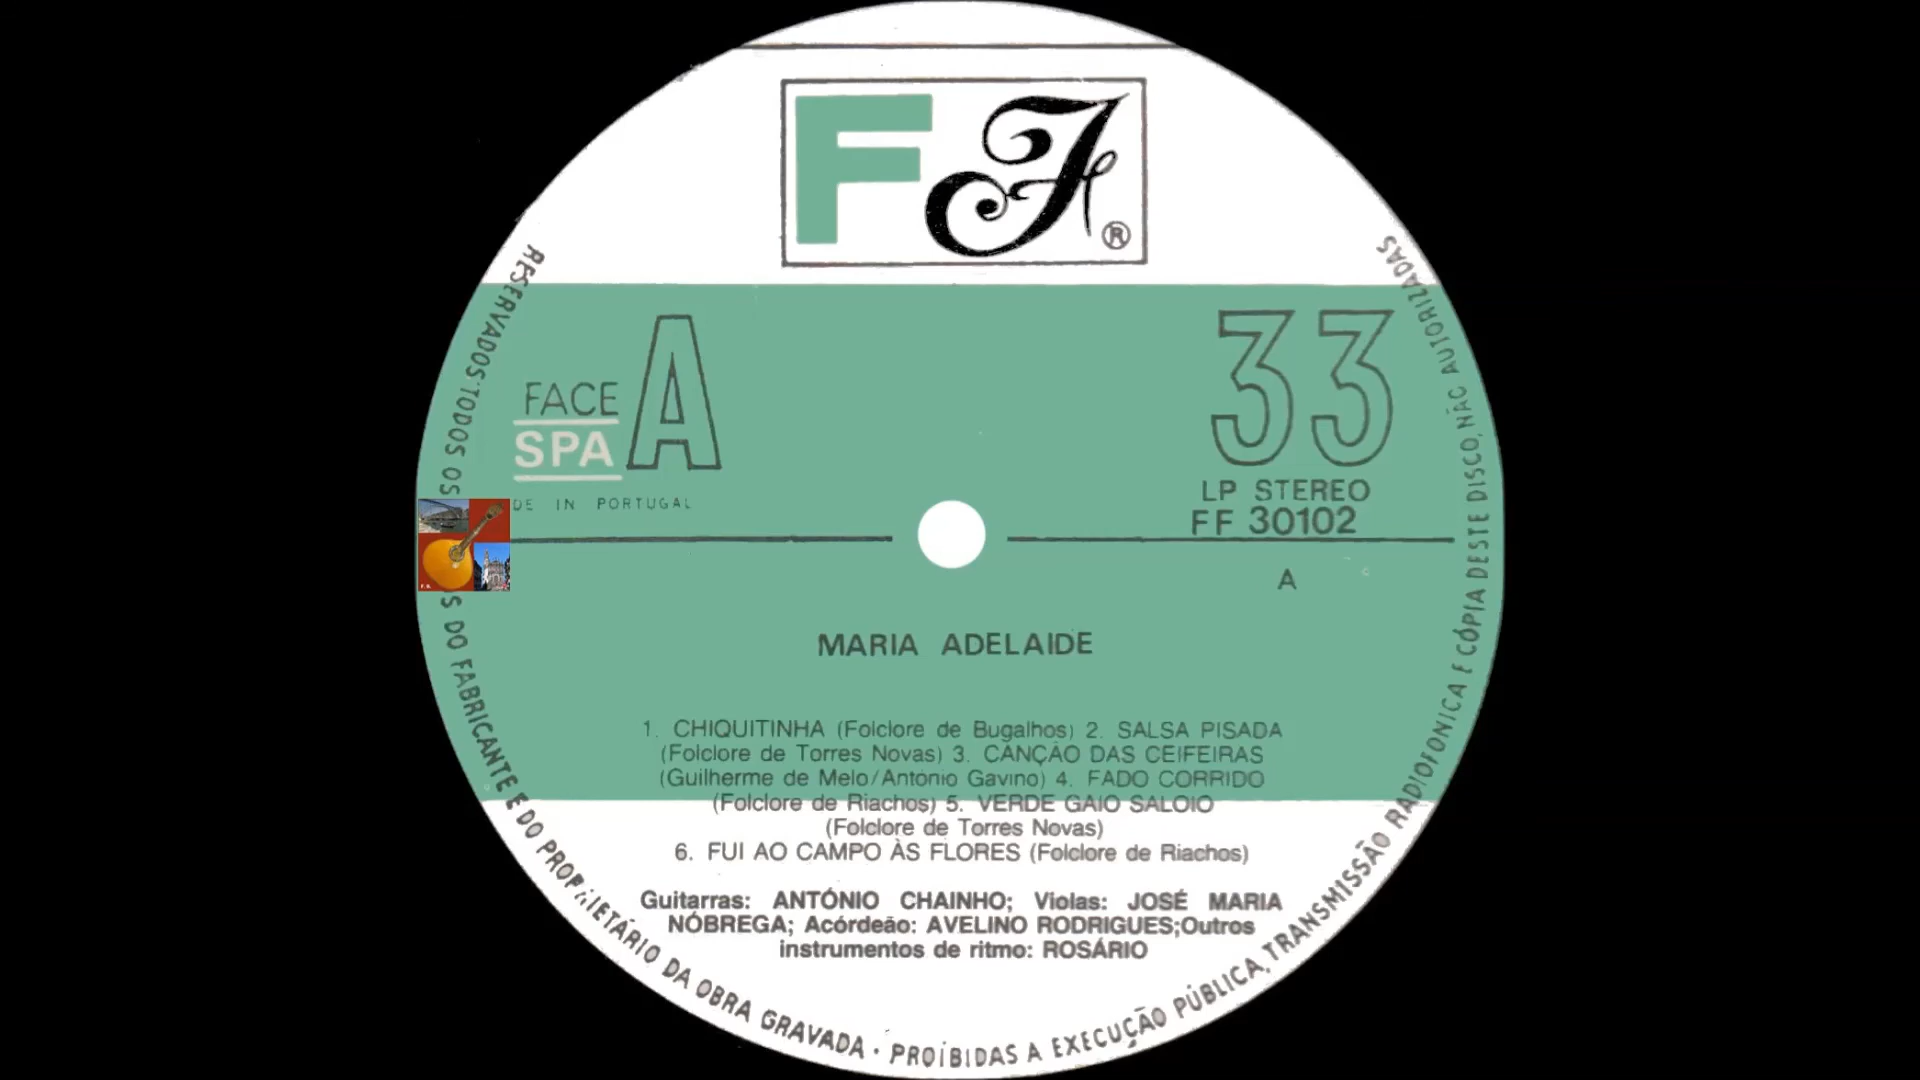 F F ®
FACE A
SPA
DE IN PORTUGAL
33
LP STEREO
FF 30102
A
MARIA ADELAIDE
1. CHIQUITINHA (Folclore de Bugalhos) 2. SALSA PISADA
(Folclore de Torres Novas) 3. CANÇÃO DAS CEIFEIRAS
(Guilherme de Melo/António Gavino) 4. FADO CORRIDO
(Folclore de Riachos) 5. VERDE GAIO SALOIO
(Folclore de Torres Novas)
6. FUI AO CAMPO ÀS FLORES (Folclore de Riachos)
Guitarras: ANTÓNIO CHAINHO; Violas: JOSÉ MARIA
NÓBREGA; Acórdeão: AVELINO RODRIGUES;Outros
instrumentos de ritmo: ROSÁRIO
RESERVADOS TODOS OS S DO FABRICANTE E DO PROPRIETÁRIO DA OBRA GRAVADA · PROIBIDAS A EXECUÇÃO PÚBLICA, TRANSMISSÃO RADIOFONICA E CÓPIA DESTE DISCO, NÃO AUTORIZADAS